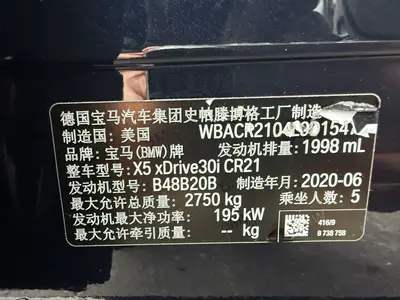 德国宝马汽车集团史帕滕博格工厂制造
制造国: 美国
品牌: 宝马(BMW)牌 发动机排量: 1998 mL
整车型号: X5 xDrive30i CR21
发动机型号: B48B20B 制造年月: 2020-06
最大允许总质量: 2750 kg 乘坐人数: 5
发动机最大净功率: 195 kW
最大允许牵引质量: -- kg
416/9
8 738 758